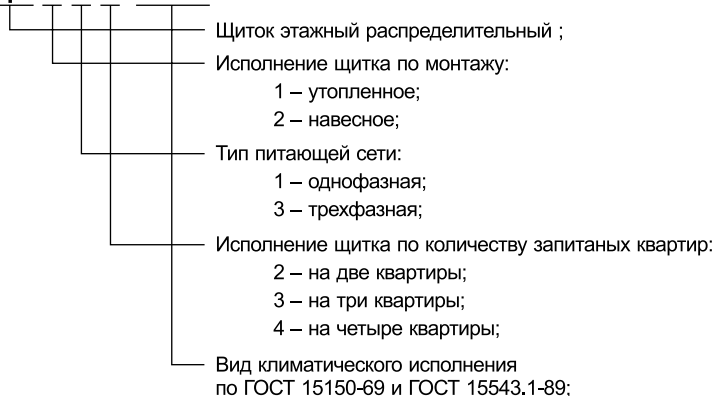 Щиток этажный распределительный ;
Исполнение щитка по монтажу:
1 – утопленное;
2 – навесное;
Тип питающей сети:
1 – однофазная;
3 – трехфазная;
Исполнение щитка по количеству запитаных квартир:
2 – на две квартиры;
3 – на три квартиры;
4 – на четыре квартиры;
Вид климатического исполнения
по ГОСТ 15150-69 и ГОСТ 15543.1-89;